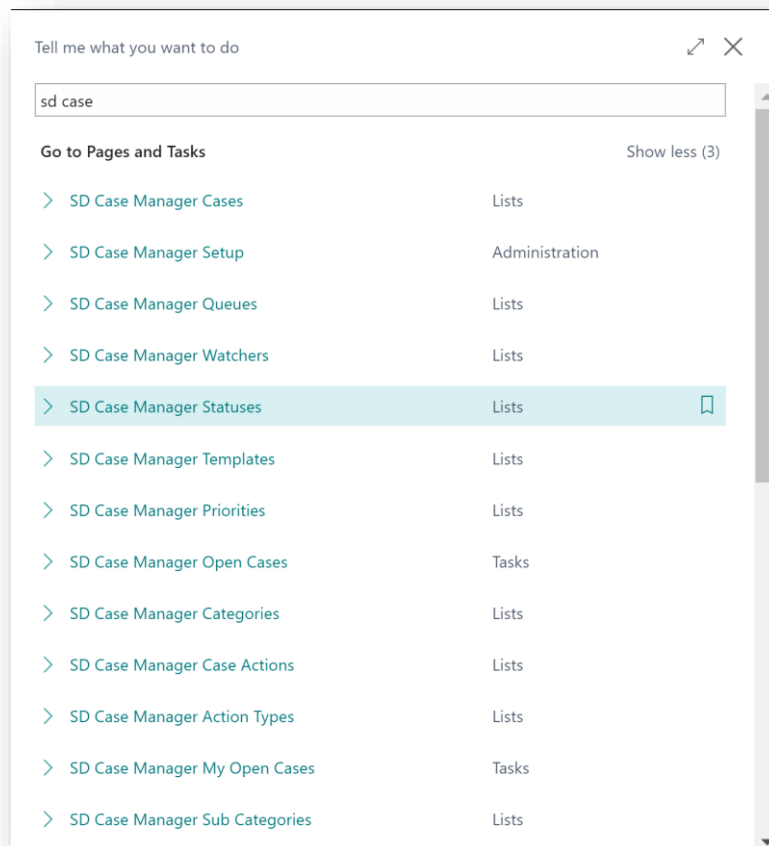 Tell me what you want to do
sd case
Go to Pages and Tasks Show less (3)
SD Case Manager Cases Lists
SD Case Manager Setup Administration
SD Case Manager Queues Lists
SD Case Manager Watchers Lists
SD Case Manager Statuses Lists
SD Case Manager Templates Lists
SD Case Manager Priorities Lists
SD Case Manager Open Cases Tasks
SD Case Manager Categories Lists
SD Case Manager Case Actions Lists
SD Case Manager Action Types Lists
SD Case Manager My Open Cases Tasks
SD Case Manager Sub Categories Lists